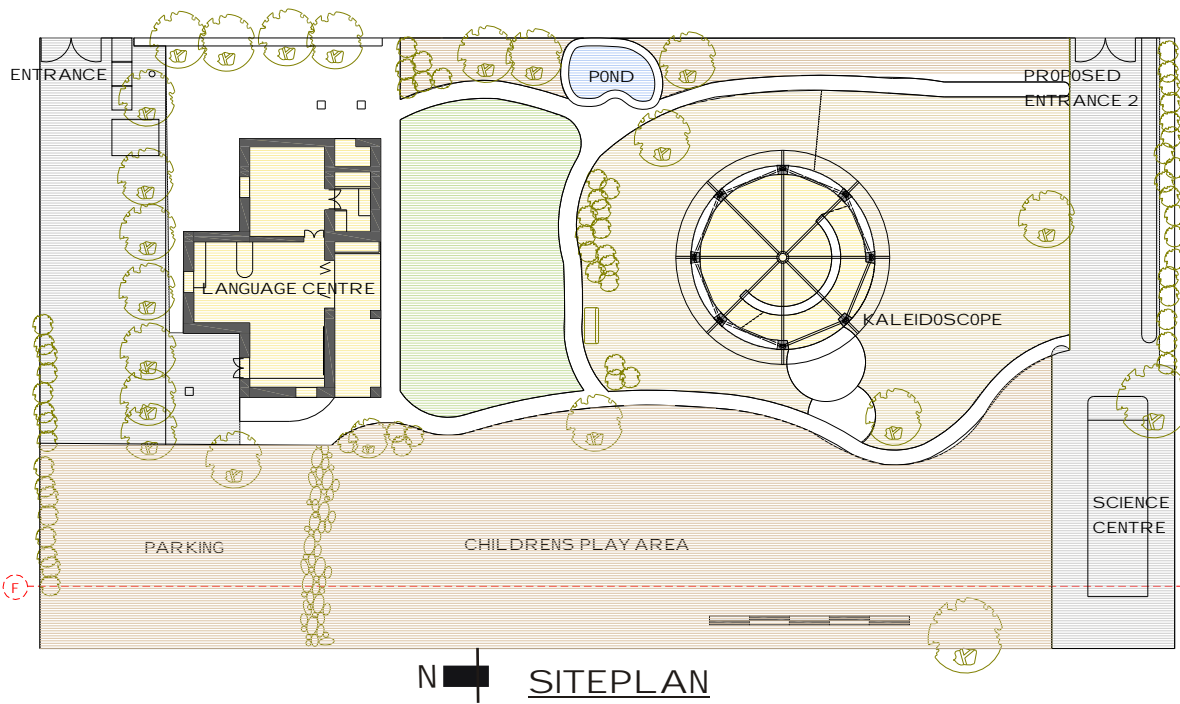 ENTRANCE
POND
PROPOSED
ENTRANCE 2
LANGUAGE CENTRE
KALEIDOSCOPE
SCIENCE
CENTRE
PARKING
CHILDRENS PLAY AREA
F
N
SITEPLAN